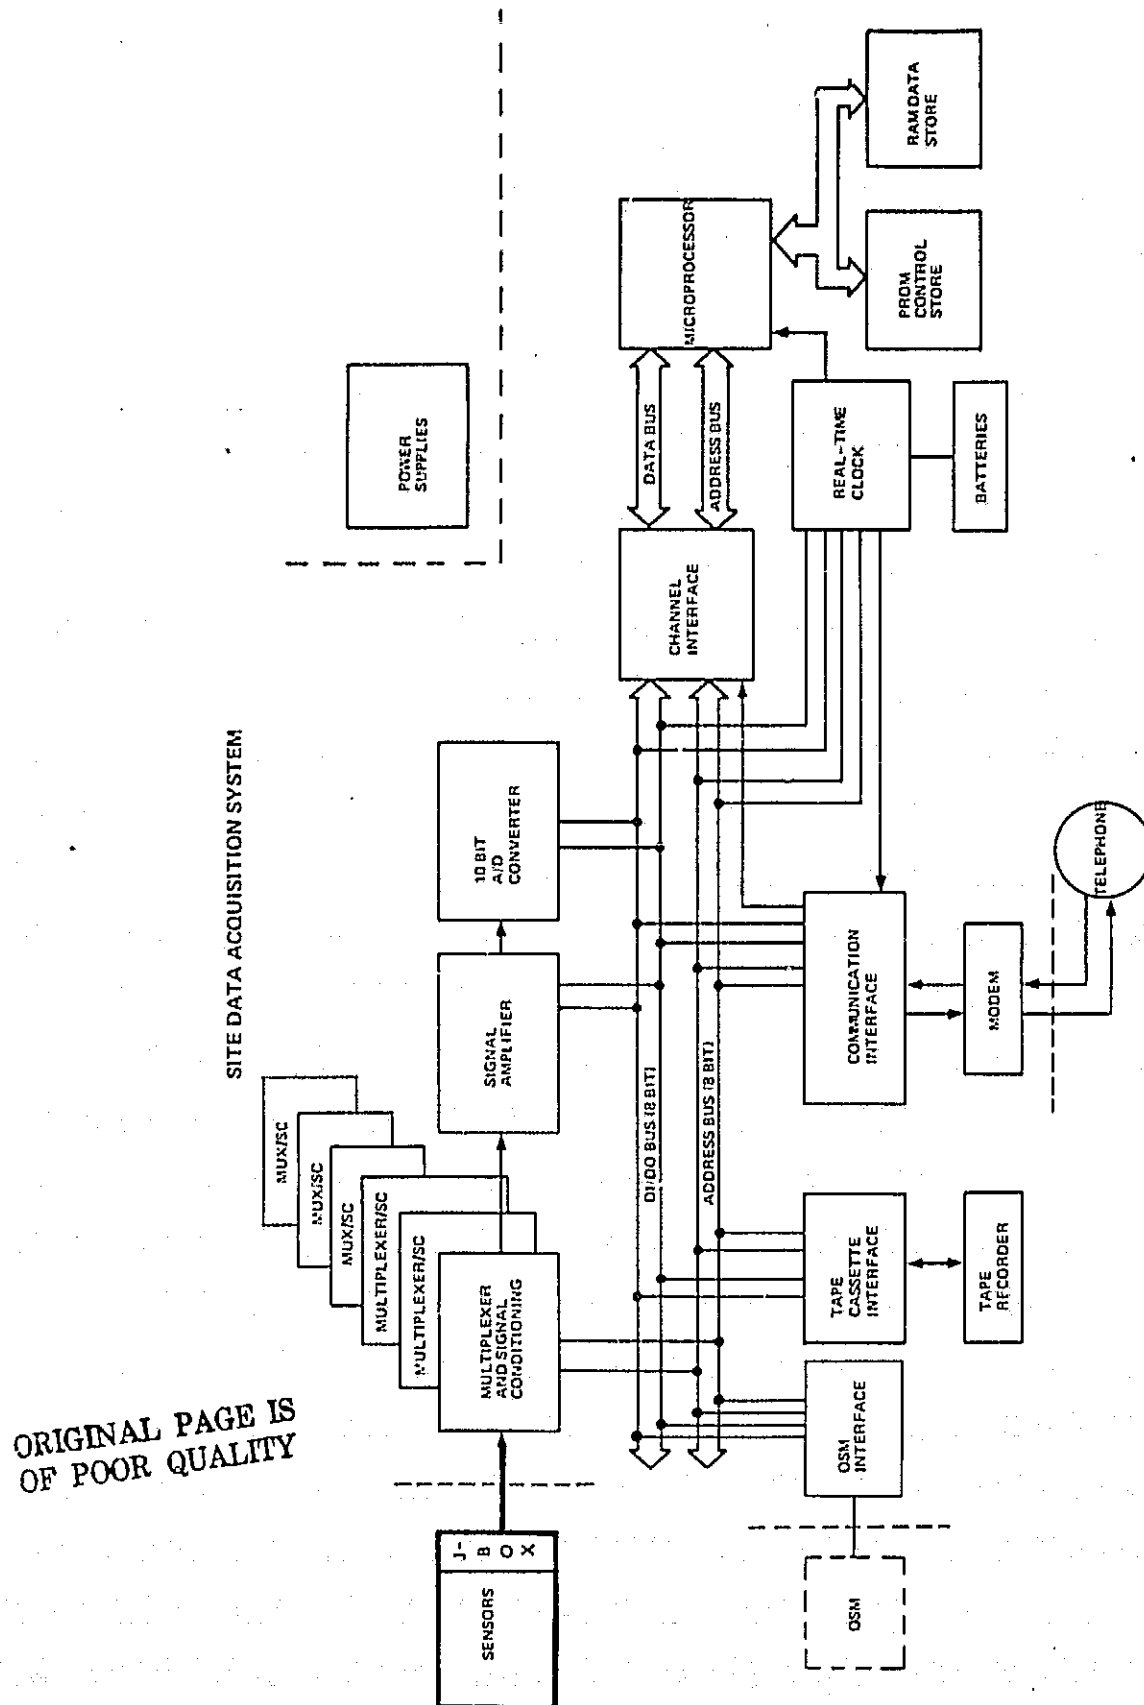 SITE DATA ACQUISITION SYSTEM
POWER
SUPPLIES
MUX/SC
MUX/SC
MUX/SC
MULTIPLEXER/SC
MULTIPLEXER/SC
MULTIPLEXER
AND SIGNAL
CONDITIONING
SIGNAL
AMPLIFIER
10 BIT
A/D
CONVERTER
SENSORS
J-
B
O
X
DI/DO BUS (8 BIT)
ADDRESS BUS (8 BIT)
CHANNEL
INTERFACE
DATA BUS
ADDRESS BUS
MICROPROCESSOR
OSM
OSM
INTERFACE
TAPE
CASSETTE
INTERFACE
TAPE
RECORDER
COMMUNICATION
INTERFACE
MODEM
TELEPHONE
REAL-TIME
CLOCK
BATTERIES
PROM
CONTROL
STORE
RAM DATA
STORE
ORIGINAL PAGE IS
OF POOR QUALITY